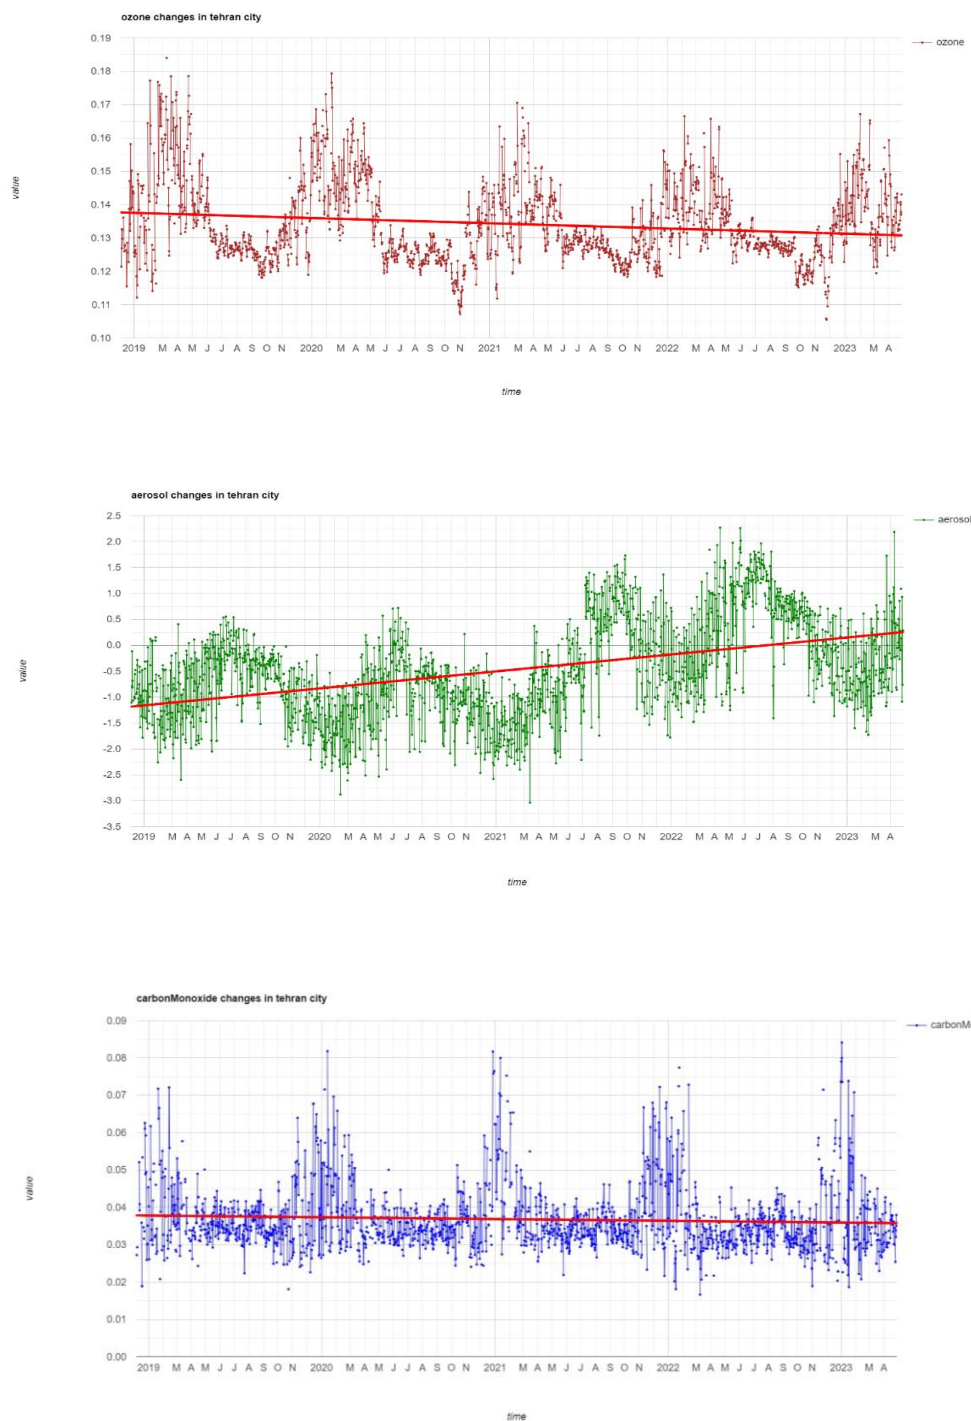 ozone changes in tehran city
0.19
0.18
0.17
0.16
0.15
0.14
0.13
0.12
0.11
0.10
value
ozone
2019 M A M J J A S O N 2020 M A M J J A S O N 2021 M A M J J A S O N 2022 M A M J J A S O N 2023 M A
time
aerosol changes in tehran city
2.5
2.0
1.5
1.0
0.5
0.0
-0.5
-1.0
-1.5
-2.0
-2.5
-3.0
-3.5
value
aerosol
2019 M A M J J A S O N 2020 M A M J J A S O N 2021 M A M J J A S O N 2022 M A M J J A S O N 2023 M A
time
carbonMonoxide changes in tehran city
0.09
0.08
0.07
0.06
0.05
0.04
0.03
0.02
0.01
0.00
value
carbonM
2019 M A M J J A S O N 2020 M A M J J A S O N 2021 M A M J J A S O N 2022 M A M J J A S O N 2023 M A
time